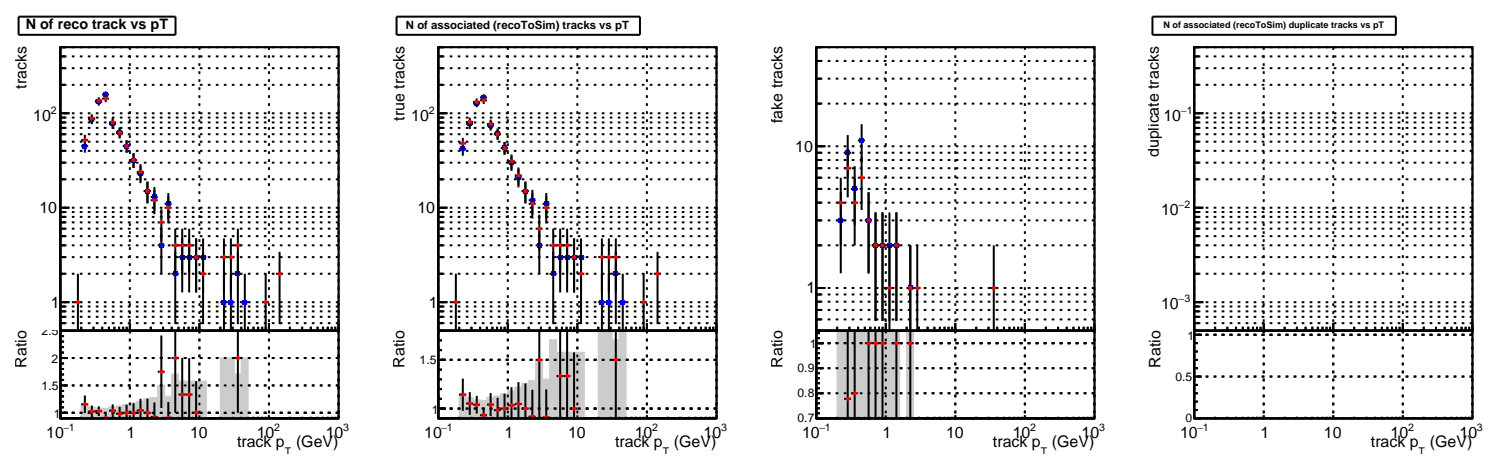 N of reco track vs pT
tracks
10²
10
1
Ratio
2.5
2
1.5
1
10⁻¹ 1 10 10² 10³
track p_T (GeV)
N of associated (recoToSim) tracks vs pT
true tracks
10²
10
1
Ratio
1.5
1
10⁻¹ 1 10 10² 10³
track p_T (GeV)
fake tracks
10
1
Ratio
1
0.9
0.8
0.7
10⁻¹ 1 10 10² 10³
track p_T (GeV)
N of associated (recoToSim) duplicate tracks vs pT
duplicate tracks
10⁻¹
10⁻²
10⁻³
Ratio
1
0.5
0
10⁻¹ 1 10 10² 10³
track p_T (GeV)